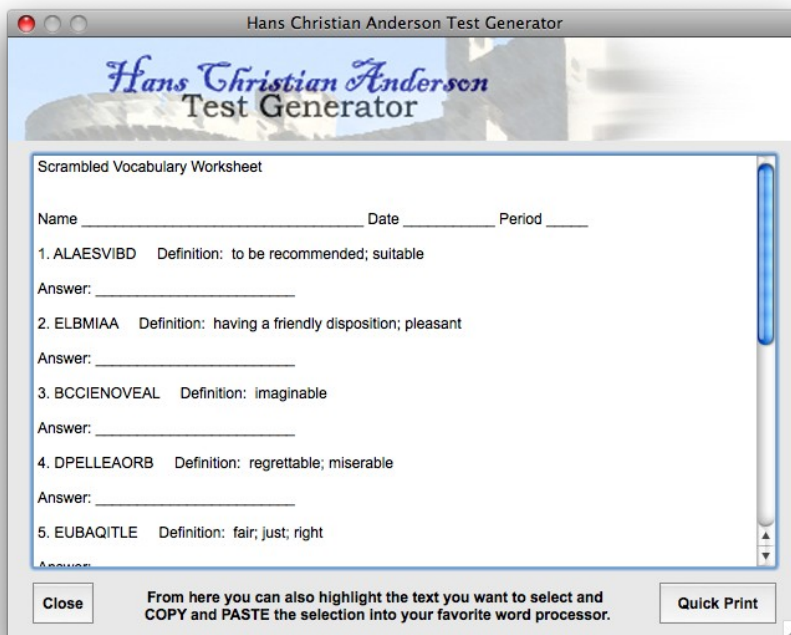 Hans Christian Anderson Test Generator
Hans Christian Anderson
Test Generator
Scrambled Vocabulary Worksheet
Name __________________________________ Date ___________ Period _____
1. ALAESVIBD Definition: to be recommended; suitable
Answer: ________________________
2. ELBMIAA Definition: having a friendly disposition; pleasant
Answer: ________________________
3. BCCIENOVEAL Definition: imaginable
Answer: ________________________
4. DPELLEAORB Definition: regrettable; miserable
Answer: ________________________
5. EUBAQITLE Definition: fair; just; right
Answer:
Close
From here you can also highlight the text you want to select and
COPY and PASTE the selection into your favorite word processor.
Quick Print